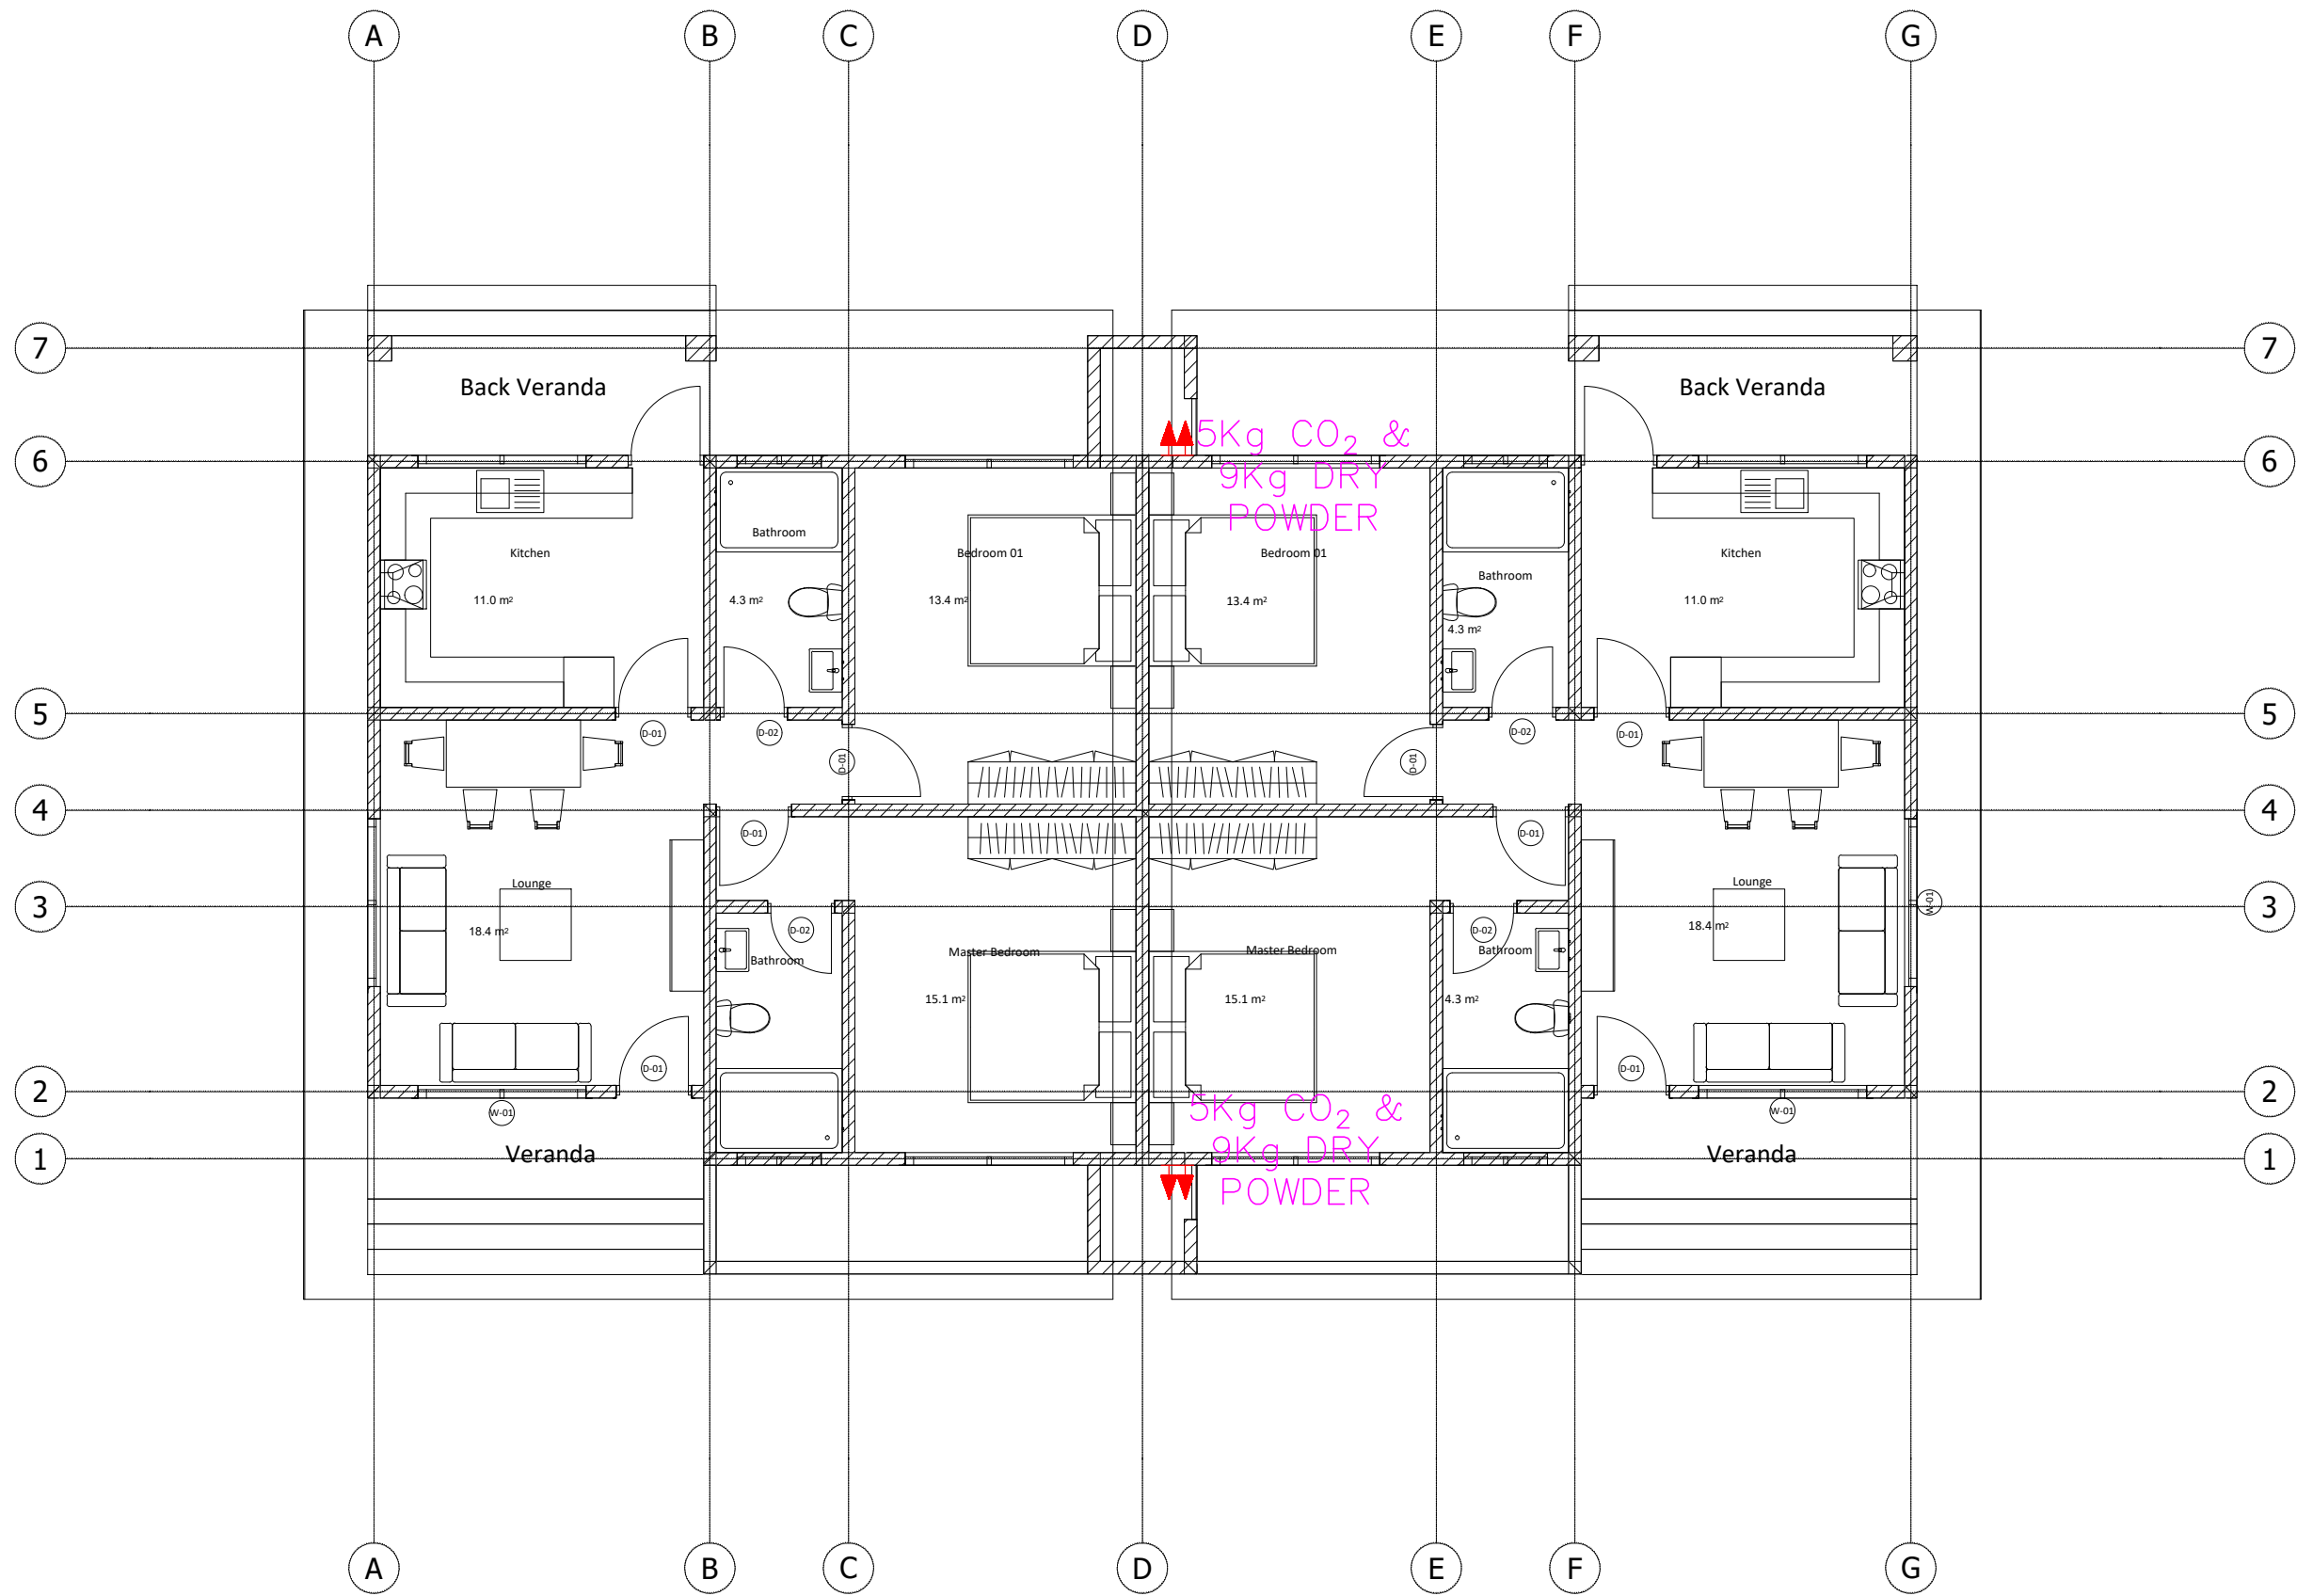 A B C D E F G
7 7
Back Veranda Back Veranda
5Kg CO₂ &
9Kg DRY
POWDER
6 6
Bathroom
Kitchen Bedroom 01 Bedroom 01 Kitchen
Bathroom
11.0 m² 4.3 m² 13.4 m² 13.4 m² 11.0 m²
4.3 m²
5 5
D-01 D-02 D-02 D-01
D-01 D-01
4 4
D-01 D-01
Lounge Lounge
3 3
W-01
18.4 m² D-02 D-02 18.4 m²
Bathroom Master Bedroom Master Bedroom Bathroom
15.1 m² 15.1 m² 4.3 m²
D-01 D-01
2 2
W-01 W-01
5Kg CO₂ &
9Kg DRY
POWDER
Veranda Veranda
1 1
A B C D E F G